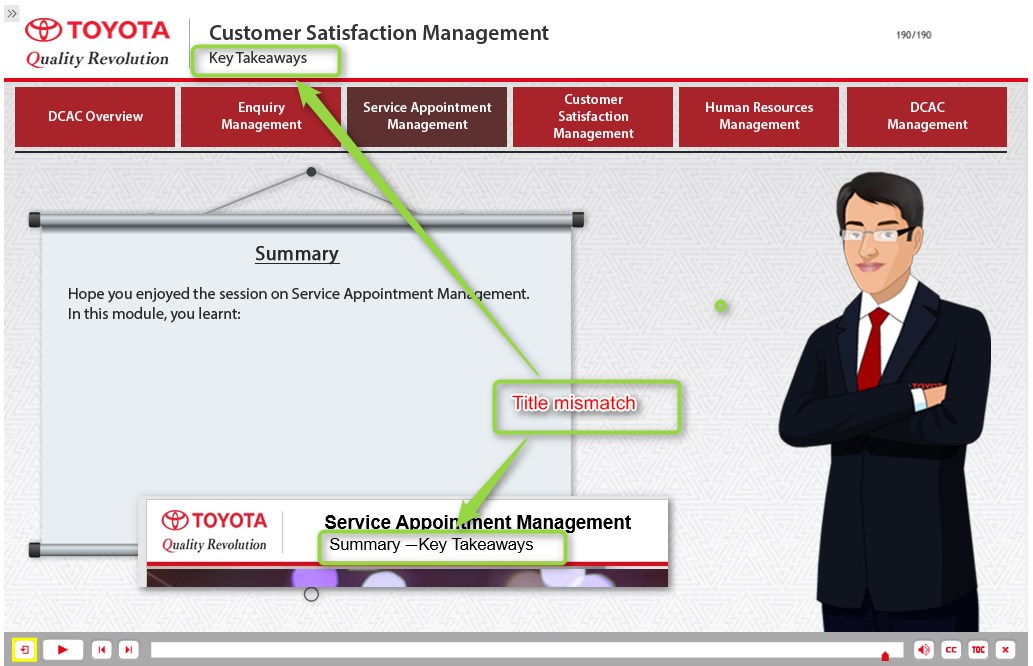 »
TOYOTA
Quality Revolution
Customer Satisfaction Management
Key Takeaways
190/190
DCAC Overview
Enquiry
Management
Service Appointment
Management
Customer
Satisfaction
Management
Human Resources
Management
DCAC
Management
Summary
Hope you enjoyed the session on Service Appointment Management.
In this module, you learnt:
Title mismatch
TOYOTA
TOYOTA
Quality Revolution
Service Appointment Management
Summary —Key Takeaways
CC
TOC